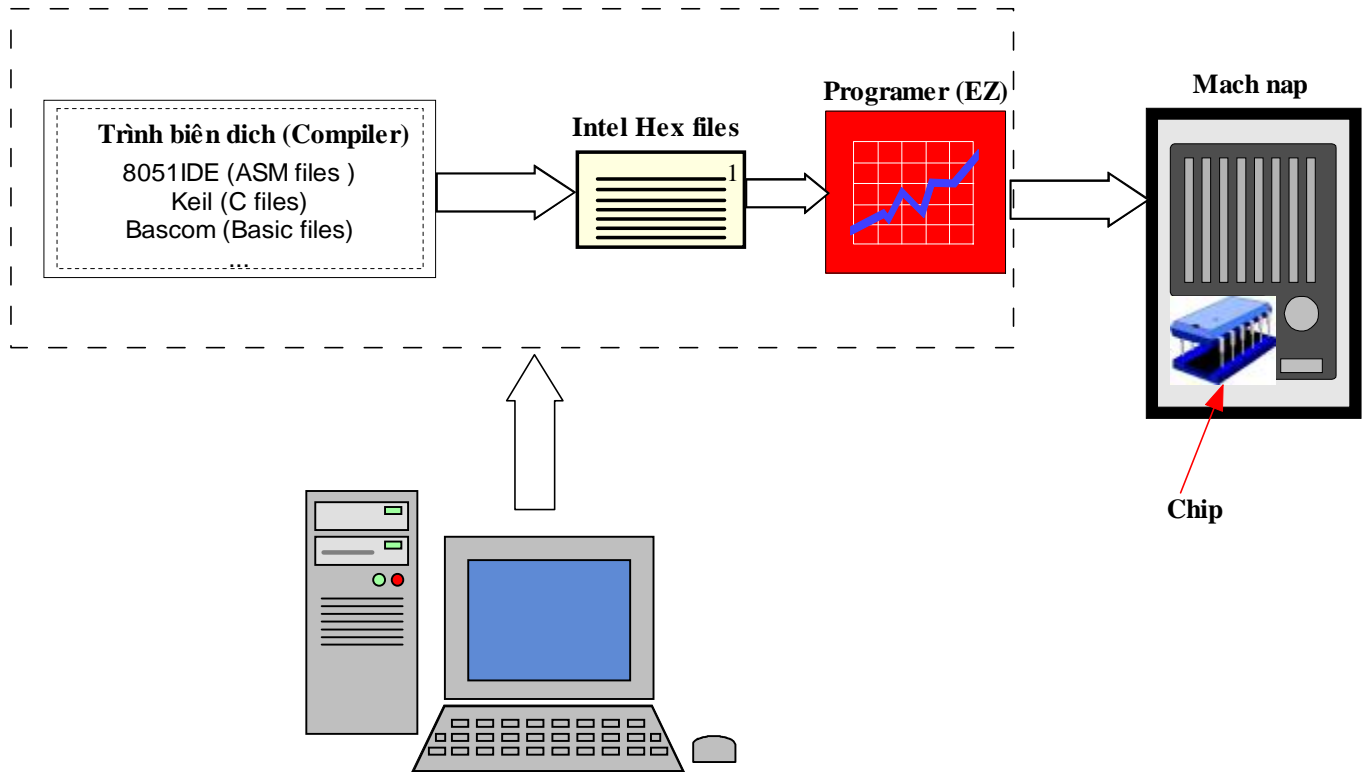 Trình biên dich (Compiler)
8051IDE (ASM files )
Keil (C files)
Bascom (Basic files)
...
Intel Hex files
1
Programer (EZ)
Mach nap
Chip